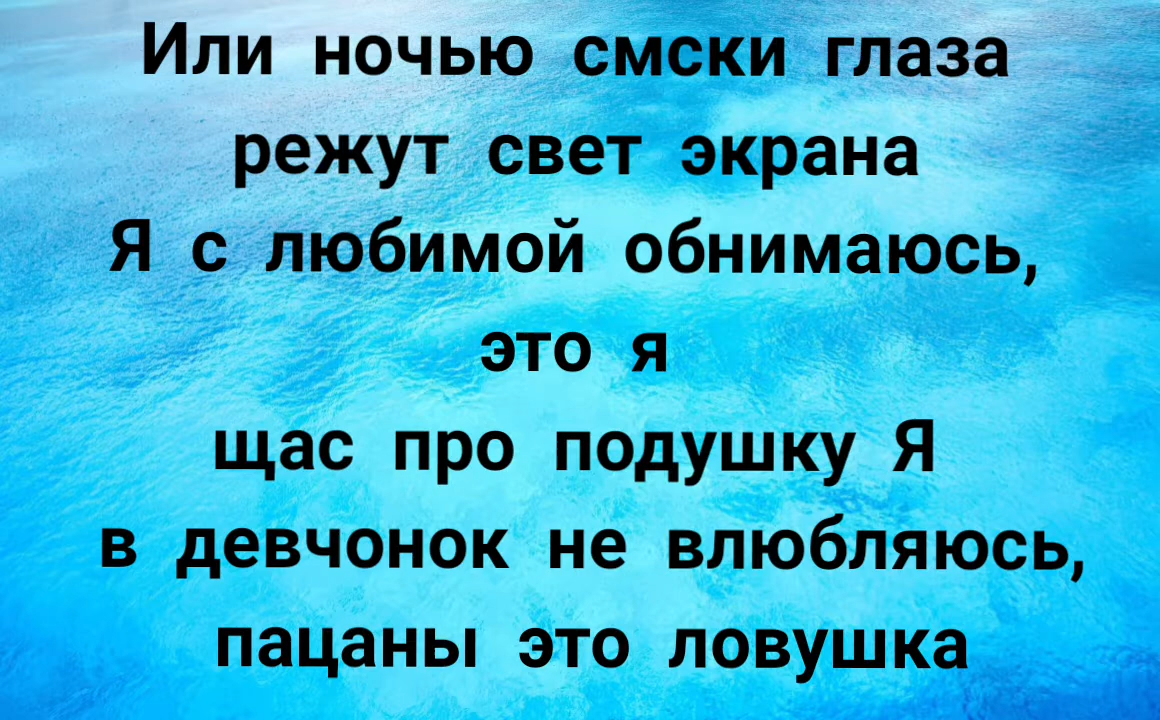 Или ночью смски глаза
режут свет экрана
Я с любимой обнимаюсь,
это я
щас про подушку Я
в девчонок не влюбляюсь,
пацаны это ловушка